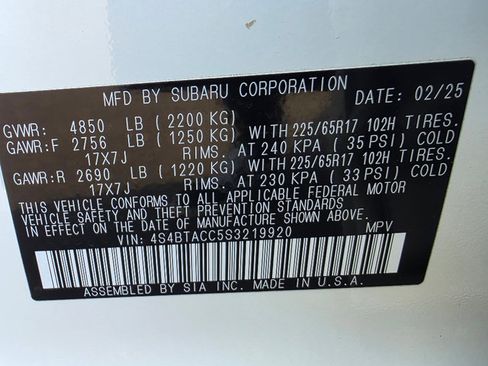 MFD BY SUBARU CORPORATION DATE: 02/25
GVWR: 4850 LB (2200 KG)
GAWR:F 2756 LB (1250 KG) WITH 225/65R17 102H TIRES.
17X7J RIMS. AT 240 KPA (35 PSI) COLD
GAWR:R 2690 LB (1220 KG) WITH 225/65R17 102H TIRES.
17X7J RIMS. AT 230 KPA (33 PSI) COLD
THIS VEHICLE CONFORMS TO ALL APPLICABLE FEDERAL MOTOR
VEHICLE SAFETY AND THEFT PREVENTION STANDARDS IN
EFFECT ON THE DATE OF MANUFACTURE SHOWN ABOVE.
VIN: 4S4BTACC5S3219920 MPV
ASSEMBLED BY SIA INC. MADE IN U.S.A.